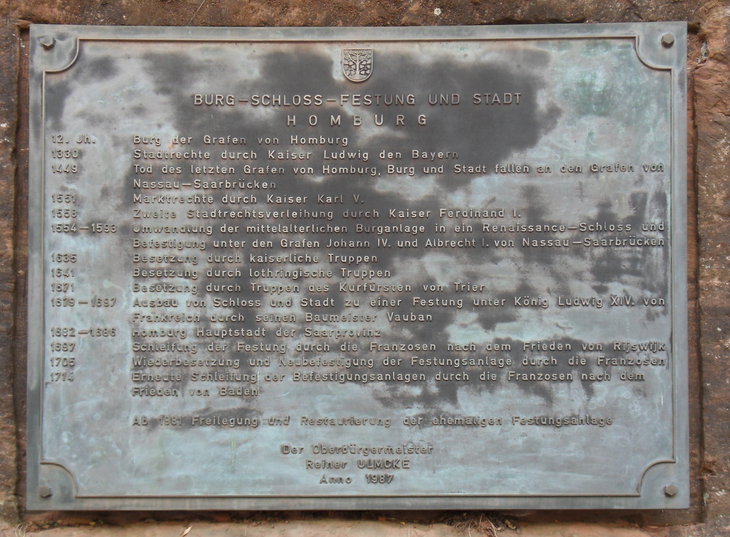 BURG-SCHLOSS-FESTUNG UND STADT
HOMBURG
12. Jh. Burg der Grafen von Homburg
1330 Stadtrechte durch Kaiser Ludwig den Bayern
1449 Tod des letzten Grafen von Homburg, Burg und Stadt fallen an den Grafen von
Nassau-Saarbrücken
1551 Marktrechte durch Kaiser Karl V.
1558 Zweite Stadtrechtsverleihung durch Kaiser Ferdinand I.
1554-1593 Umwandlung der mittelalterlichen Burganlage in ein Renaissance-Schloss und
Befestigung unter den Grafen Johann IV. und Albrecht I. von Nassau-Saarbrücken
1635 Besetzung durch kaiserliche Truppen
1641 Besetzung durch lothringische Truppen
1671 Besetzung durch Truppen des Kurfürsten von Trier
1679-1697 Ausbau von Schloss und Stadt zu einer Festung unter König Ludwig XIV. von
Frankreich durch seinen Baumeister Vauban
1682-1686 Homburg Hauptstadt der Saarprovinz
1697 Schleifung der Festung durch die Franzosen nach dem Frieden von Rijswijk
1705 Wiederbesetzung und Neubefestigung der Festungsanlage durch die Franzosen
1714 Erneute Schleifung der Befestigungsanlagen durch die Franzosen nach dem
Frieden von Baden
Ab 1981 Freilegung und Restaurierung der ehemaligen Festungsanlage
Der Oberbürgermeister
Reiner ULMCKE
Anno 1987